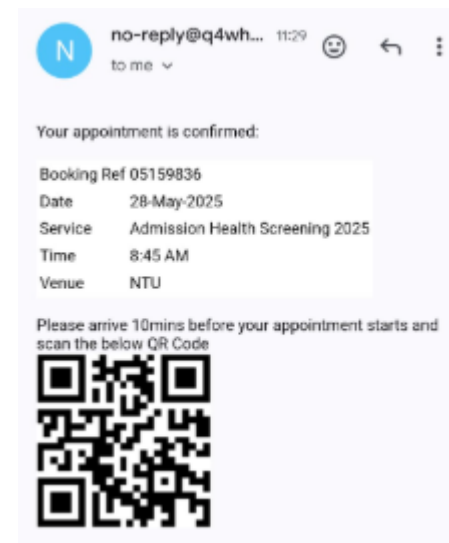 N
no-reply@q4wh... 11:29
to me
Your appointment is confirmed:
Booking Ref 05159836
Date 28-May-2025
Service Admission Health Screening 2025
Time 8:45 AM
Venue NTU
Please arrive 10mins before your appointment starts and
scan the below QR Code